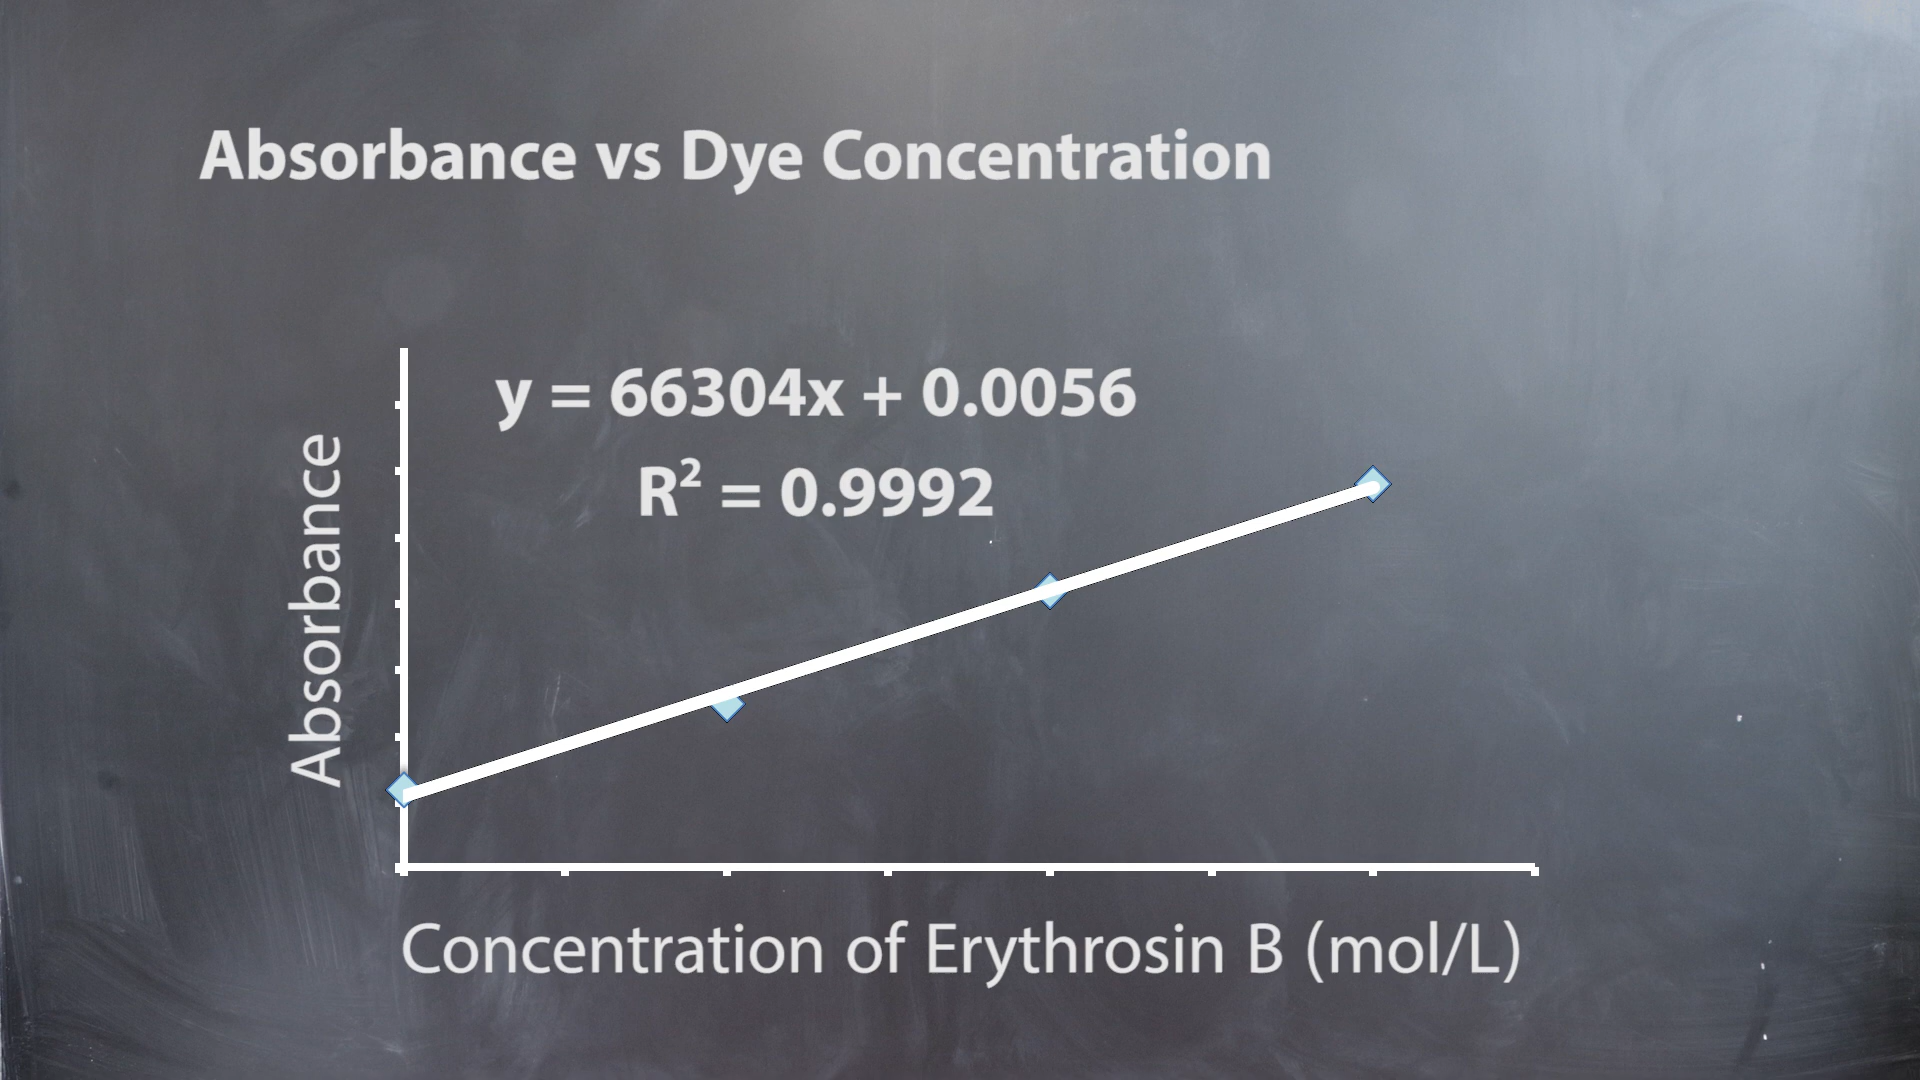 Absorbance vs Dye Concentration
y = 66304x + 0.0056
R² = 0.9992
Absorbance
Concentration of Erythrosin B (mol/L)